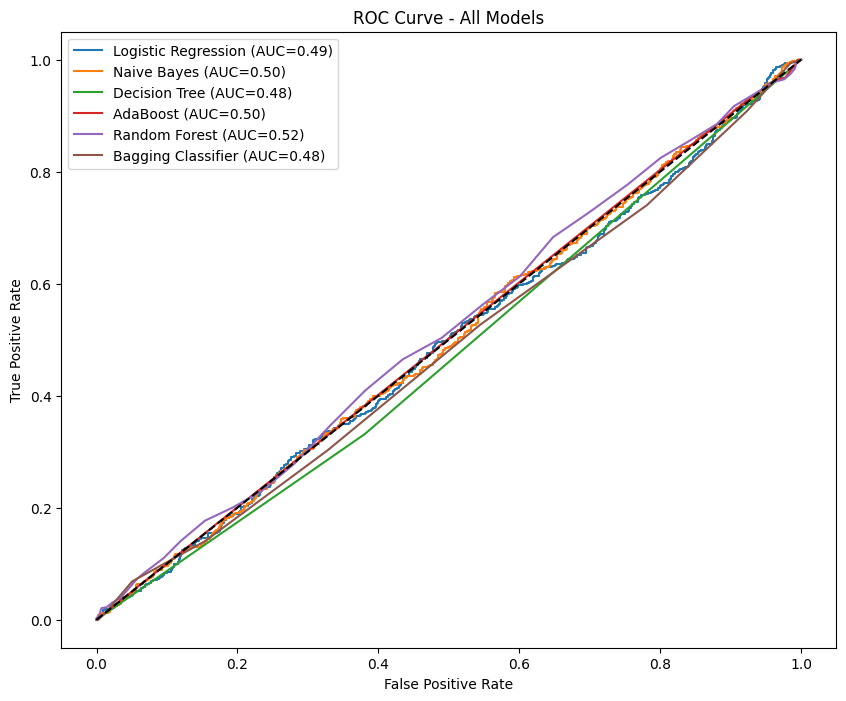 ROC Curve - All Models
Logistic Regression (AUC=0.49)
Naive Bayes (AUC=0.50)
Decision Tree (AUC=0.48)
AdaBoost (AUC=0.50)
Random Forest (AUC=0.52)
Bagging Classifier (AUC=0.48)
True Positive Rate
1.0
0.8
0.6
0.4
0.2
0.0
0.0 0.2 0.4 0.6 0.8 1.0
False Positive Rate